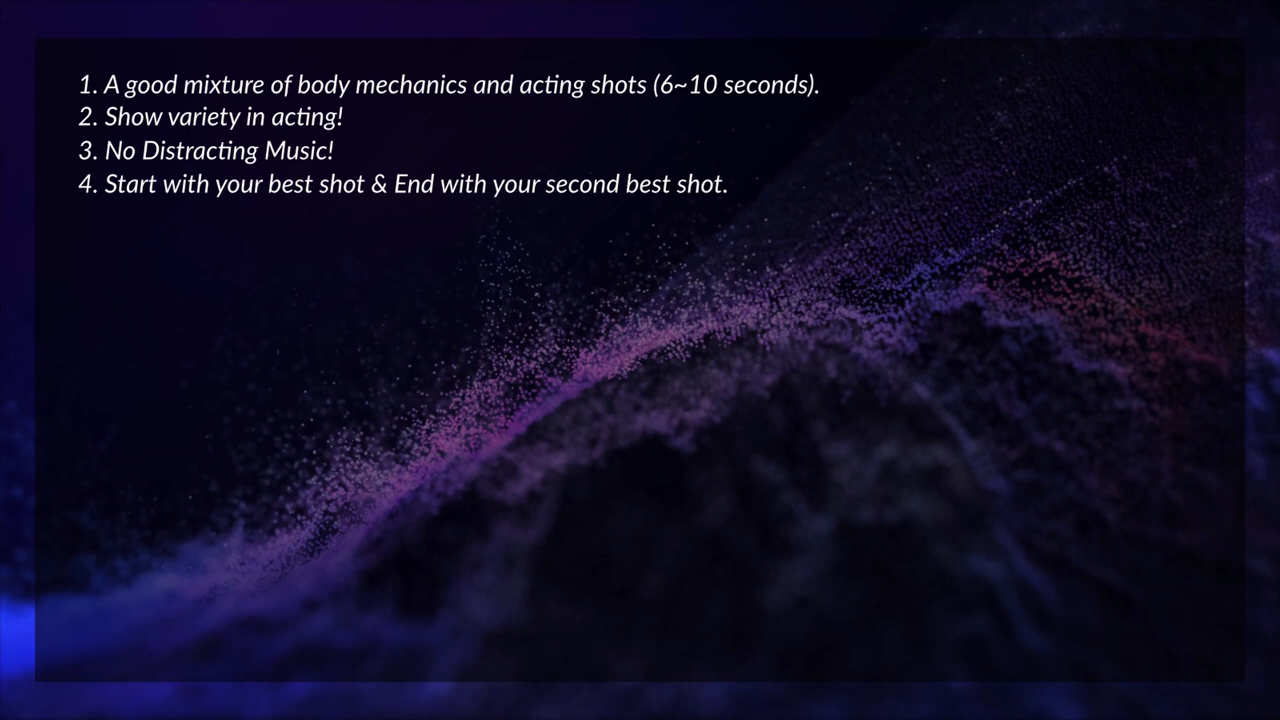 1. A good mixture of body mechanics and acting shots (6~10 seconds).
2. Show variety in acting!
3. No Distracting Music!
4. Start with your best shot & End with your second best shot.